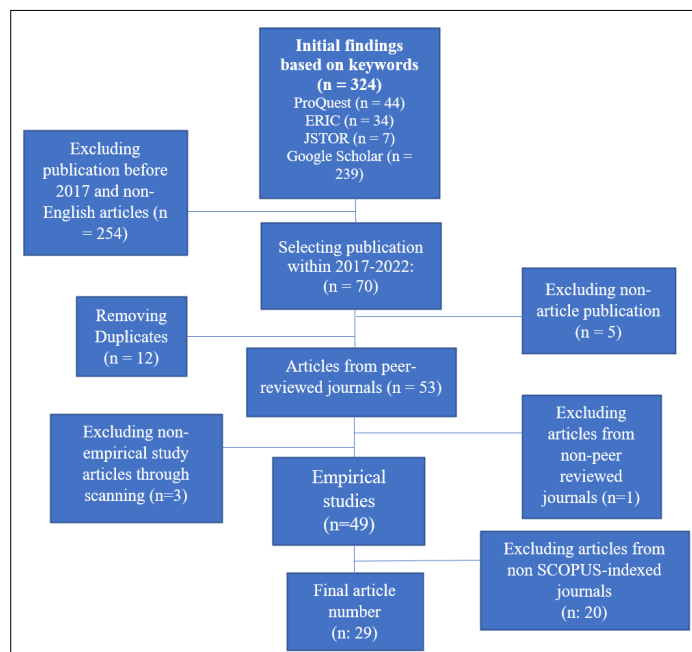 Initial findings
based on keywords
(n = 324)
ProQuest (n = 44)
ERIC (n = 34)
JSTOR (n = 7)
Google Scholar (n =
239)
Excluding
publication before
2017 and non-
English articles (n
= 254)
Selecting publication
within 2017-2022:
(n = 70)
Excluding non-
article publication
(n = 5)
Removing
Duplicates
(n = 12)
Articles from peer-
reviewed journals (n = 53)
Excluding non-
empirical study
articles through
scanning (n=3)
Excluding
articles from
non-peer
reviewed
journals (n=1)
Empirical
studies
(n=49)
Excluding articles from
non SCOPUS-indexed
journals
(n: 20)
Final article
number
(n: 29)